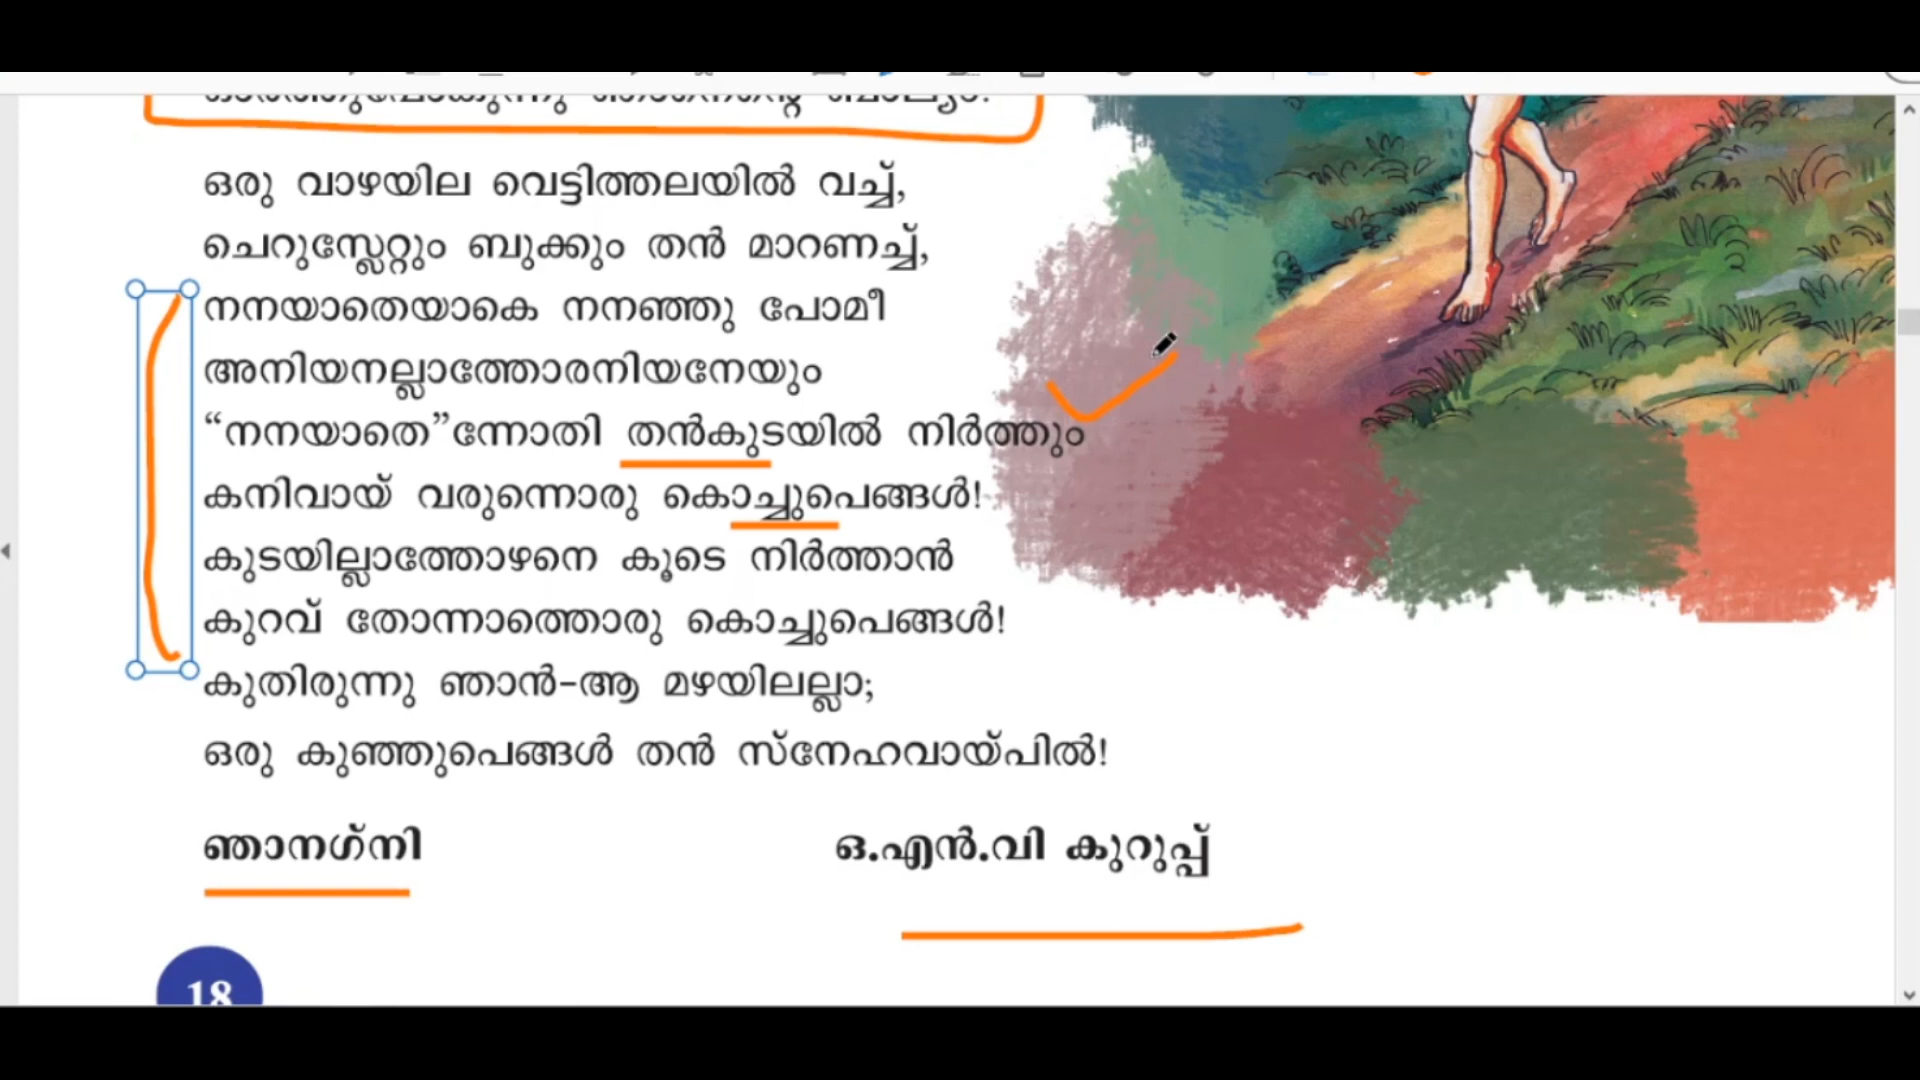 ഓർത്തുപോകുന്നു ഞാനെന്റെ ബാല്യം.
ഒരു വാഴയില വെട്ടിത്തലയിൽ വച്ച്,
ചെറുസ്ലേറ്റും ബുക്കും തൻ മാറണച്ച്,
നനയാതെയാകെ നനഞ്ഞു പോമീ
അനിയനല്ലാത്തോരനിയനേയും
“നനയാതെ”ന്നോതി തൻകുടയിൽ നിർത്തും
കനിവായ് വരുന്നൊരു കൊച്ചുപെങ്ങൾ!
കുടയില്ലാത്തോഴനെ കൂടെ നിർത്താൻ
കുറവ് തോന്നാത്തൊരു കൊച്ചുപെങ്ങൾ!
കുതിരുന്നു ഞാൻ-ആ മഴയിലല്ലാ;
ഒരു കുഞ്ഞുപെങ്ങൾ തൻ സ്നേഹവായ്പിൽ!
ഞാനഗ്നി ഒ.എൻ.വി കുറുപ്പ്
18